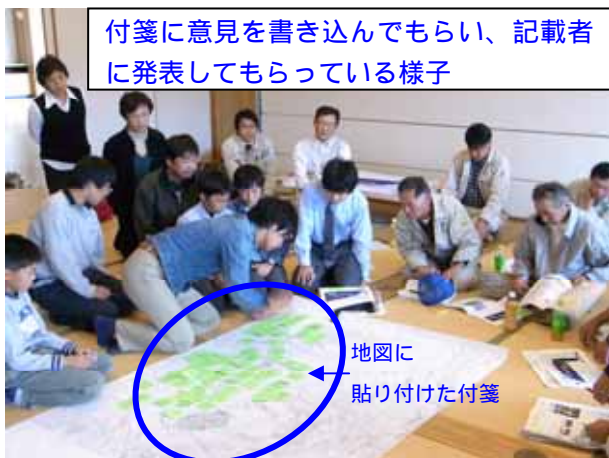 付箋に意見を書き込んでもらい、記載者
に発表してもらっている様子
地図に
貼り付けた付箋